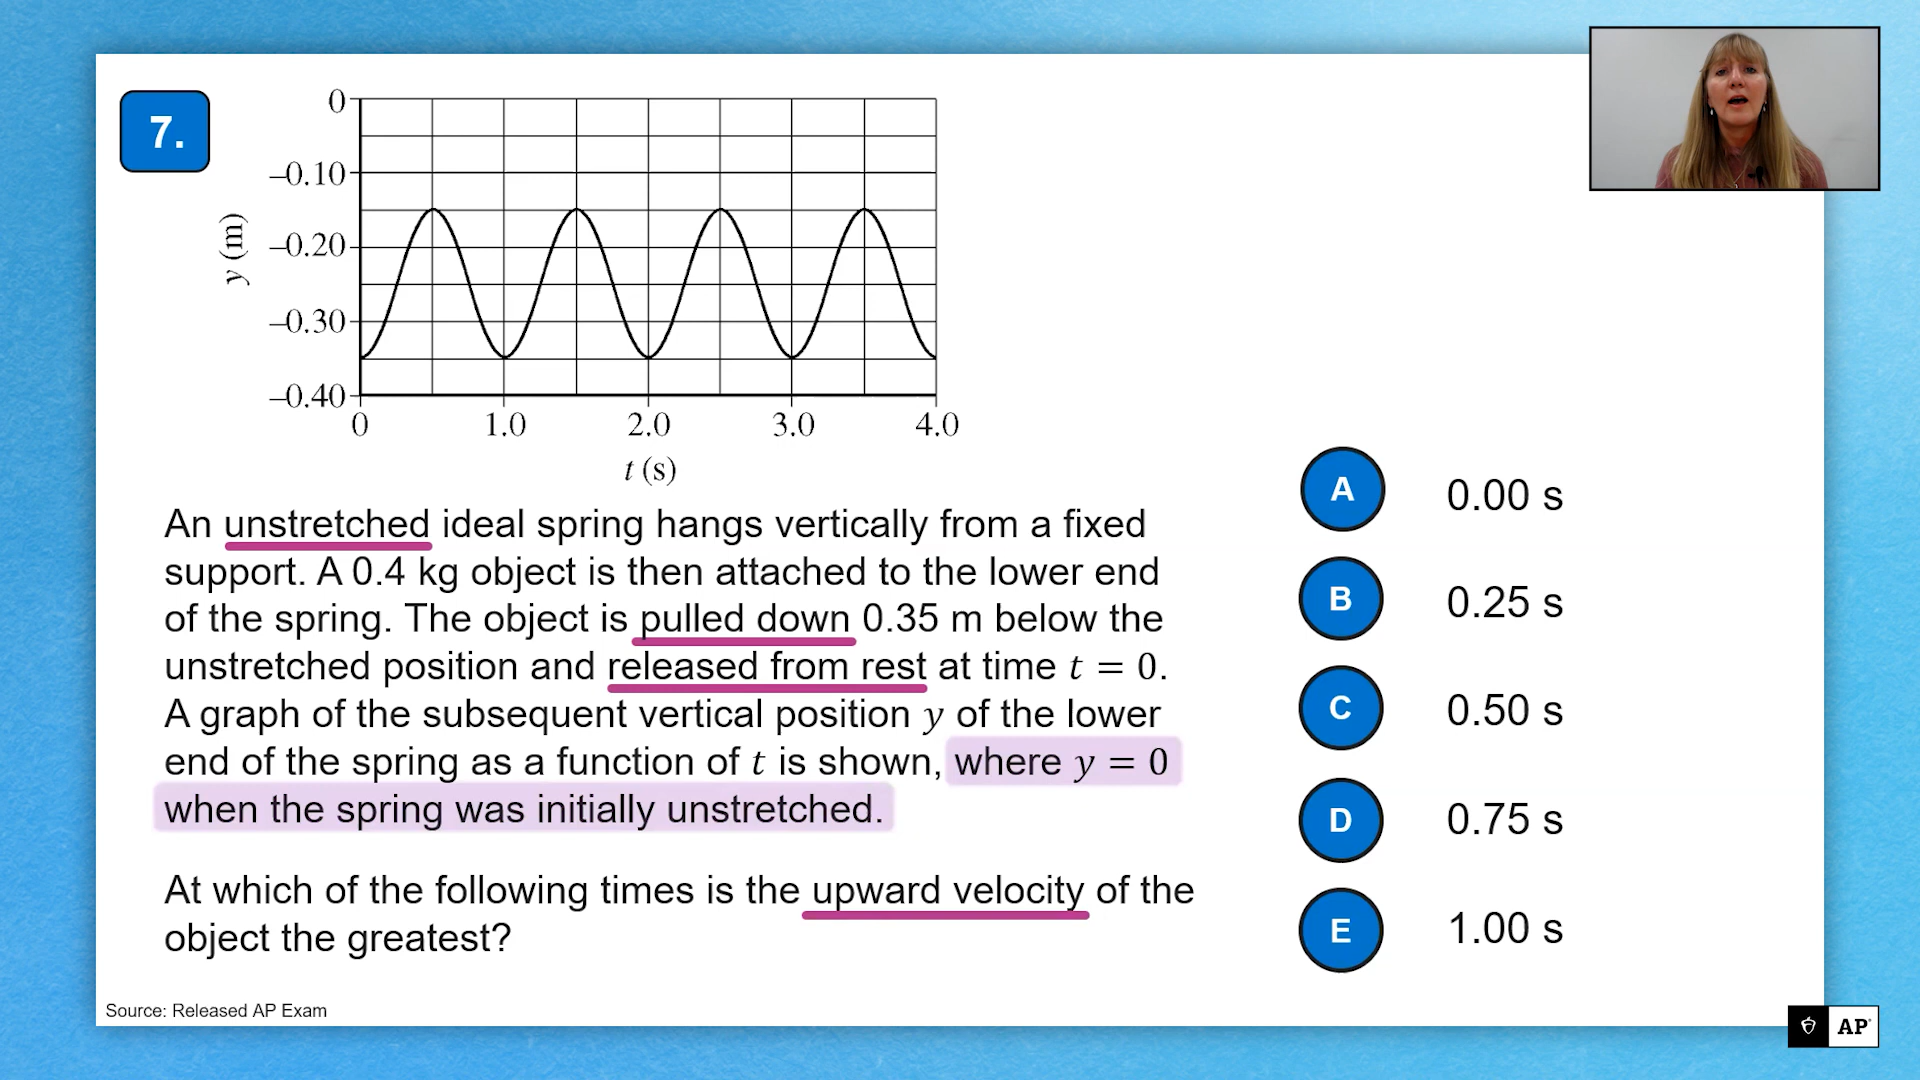 7.
0
–0.10
–0.20
–0.30
–0.40
y (m)
0 1.0 2.0 3.0 4.0
t (s)
An unstretched ideal spring hangs vertically from a fixed
support. A 0.4 kg object is then attached to the lower end
of the spring. The object is pulled down 0.35 m below the
unstretched position and released from rest at time t = 0.
A graph of the subsequent vertical position y of the lower
end of the spring as a function of t is shown, where y = 0
when the spring was initially unstretched.
At which of the following times is the upward velocity of the
object the greatest?
A 0.00 s
B 0.25 s
C 0.50 s
D 0.75 s
E 1.00 s
Source: Released AP Exam
AP